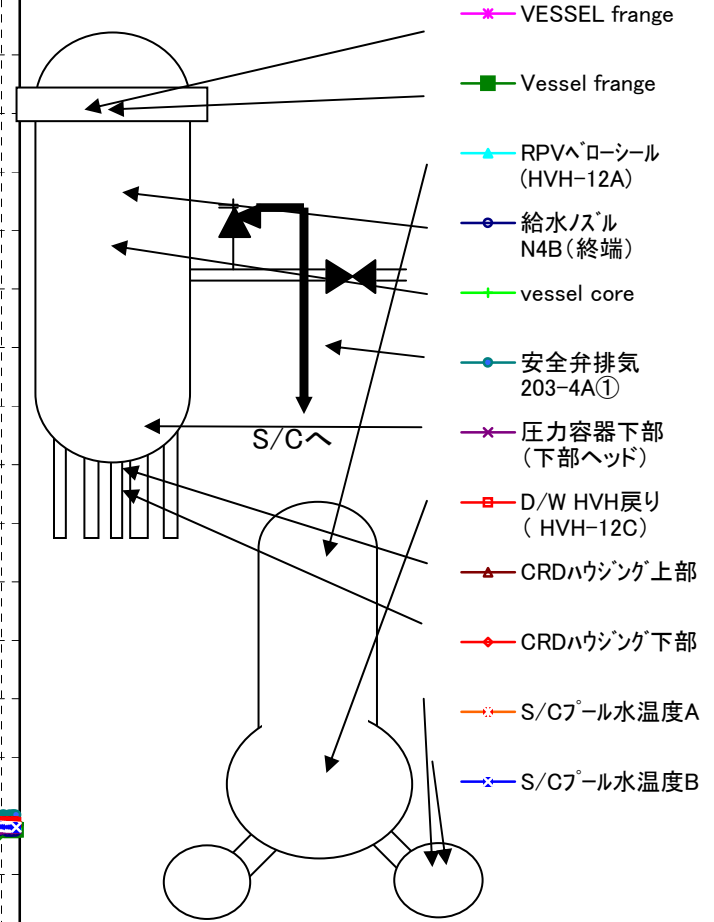 VESSEL frange
Vessel frange
RPVベローシール
(HVH-12A)
給水ノズル
N4B(終端)
vessel core
安全弁排気
203-4A①
S/Cへ
圧力容器下部
(下部ヘッド)
D/W HVH戻り
( HVH-12C)
CRDハウジング上部
CRDハウジング下部
S/Cプール水温度A
S/Cプール水温度B